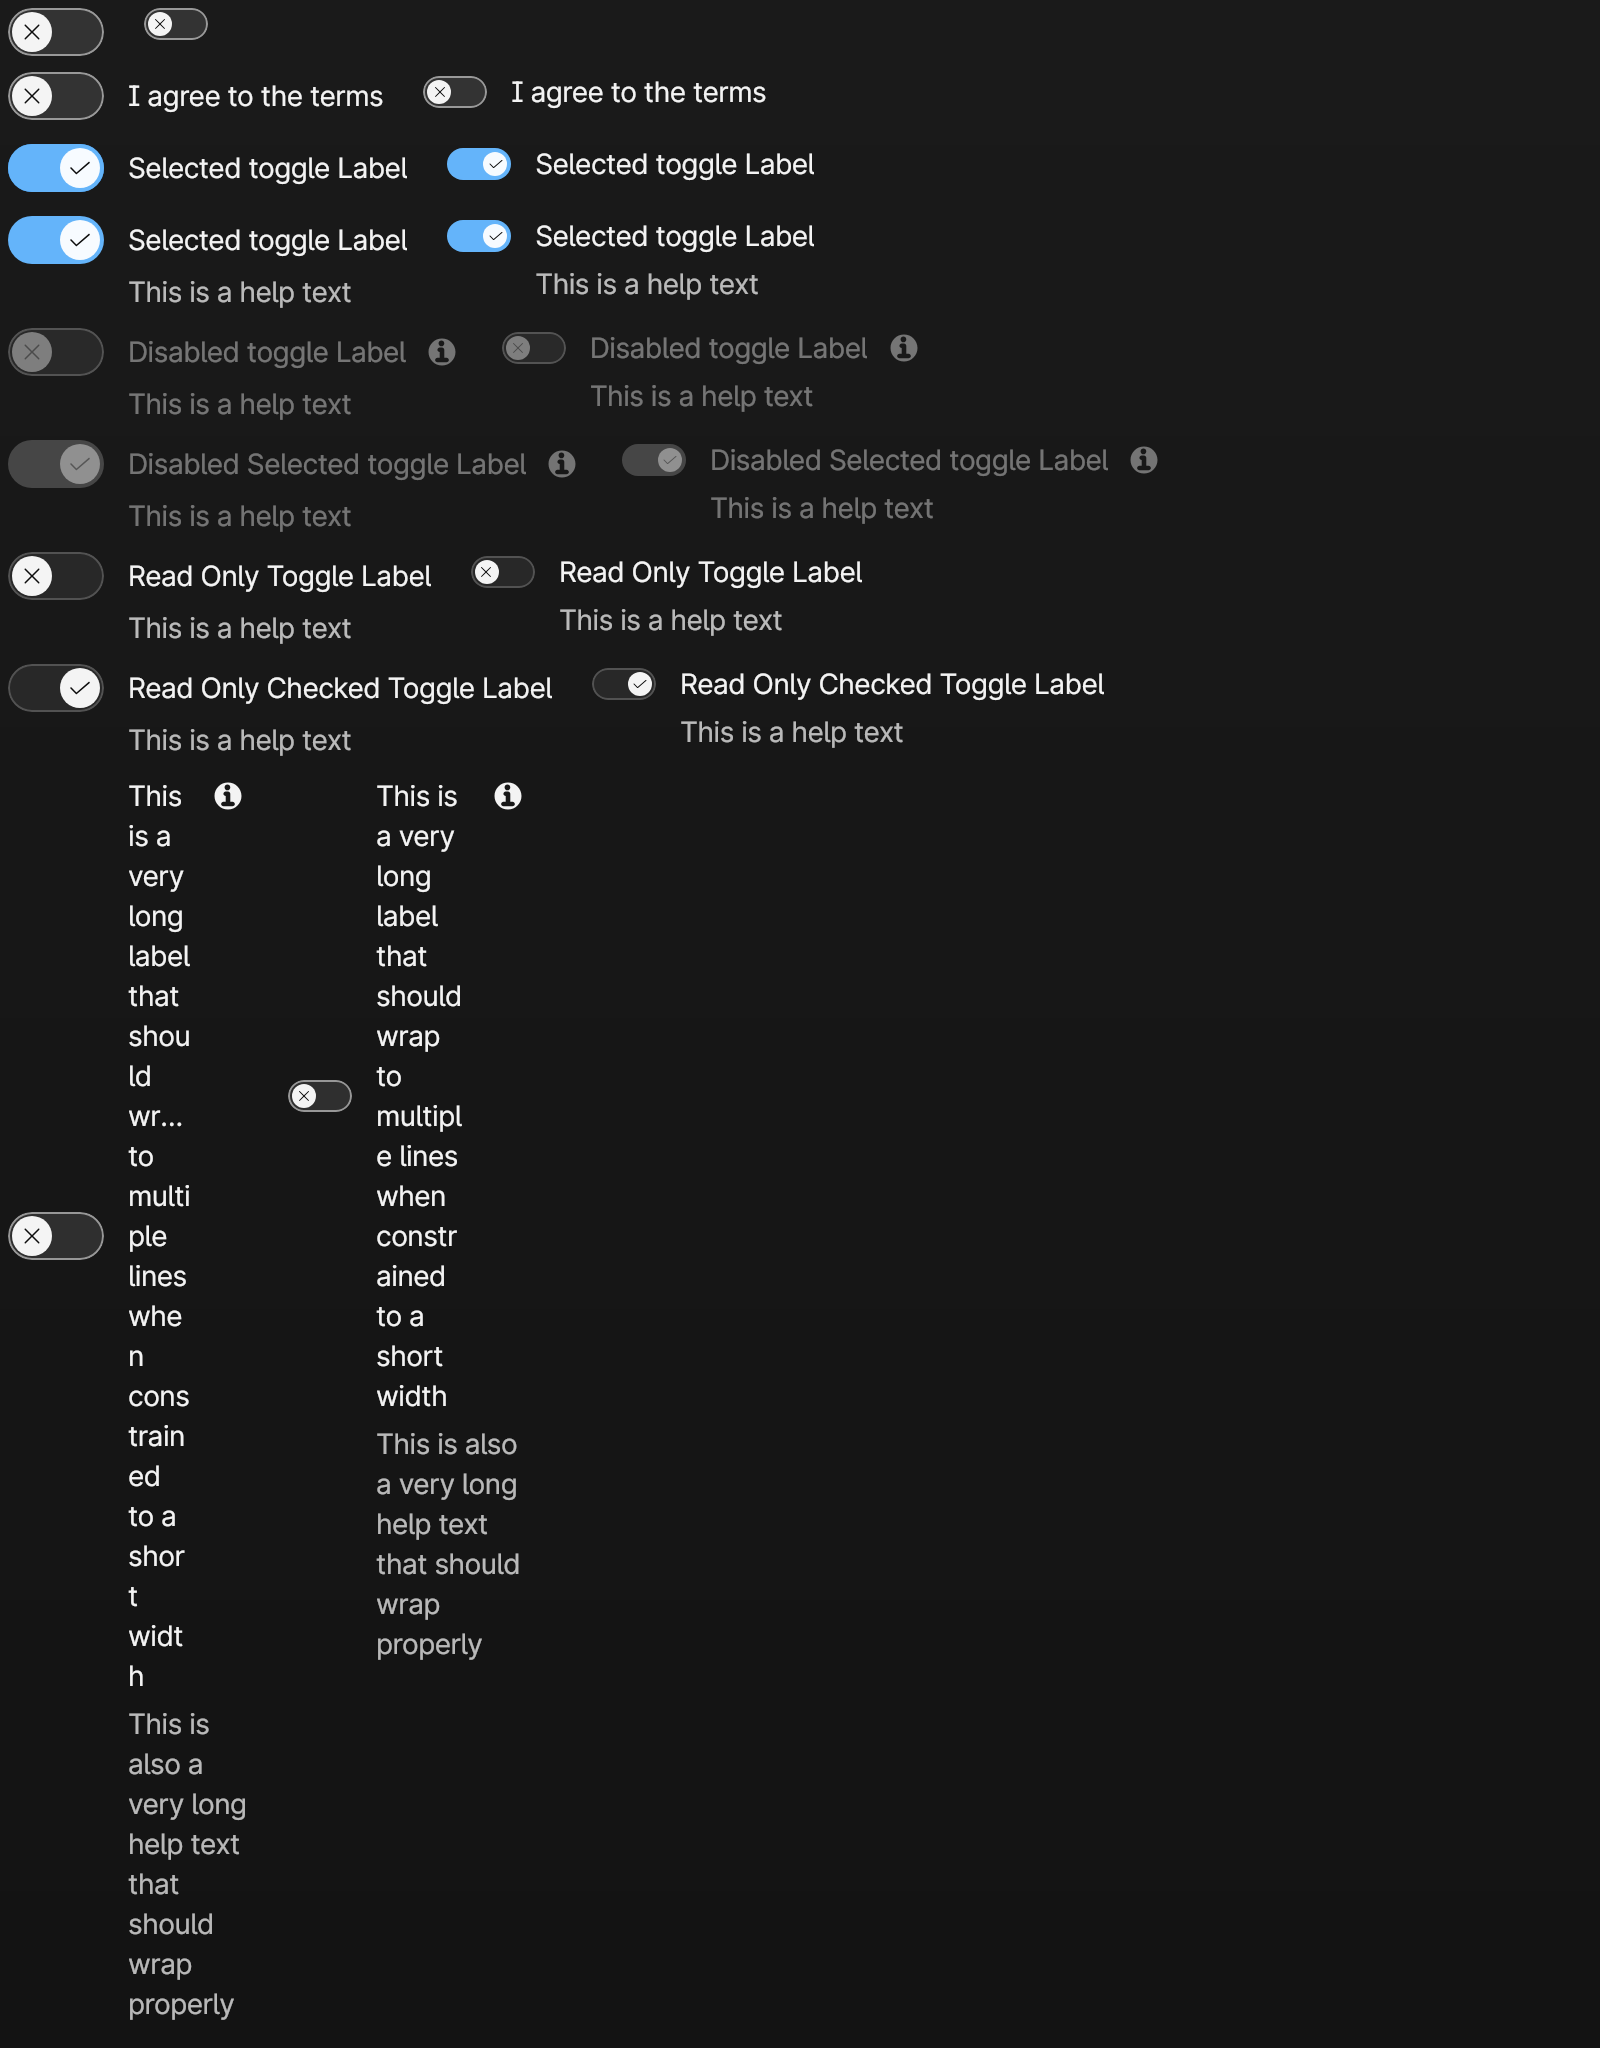 I agree to the terms I agree to the terms
Selected toggle Label Selected toggle Label
Selected toggle Label Selected toggle Label
This is a help text This is a help text
Disabled toggle Label Disabled toggle Label
This is a help text This is a help text
Disabled Selected toggle Label Disabled Selected toggle Label
This is a help text This is a help text
Read Only Toggle Label Read Only Toggle Label
This is a help text This is a help text
Read Only Checked Toggle Label Read Only Checked Toggle Label
This is a help text This is a help text
This
is a
very
long
label
that
shou
ld
wr...
to
multi
ple
lines
whe
n
cons
train
ed
to a
shor
t
widt
h
This is
also a
very long
help text
that
should
wrap
properly
This is
a very
long
label
that
should
wrap
to
multipl
e lines
when
constr
ained
to a
short
width
This is also
a very long
help text
that should
wrap
properly